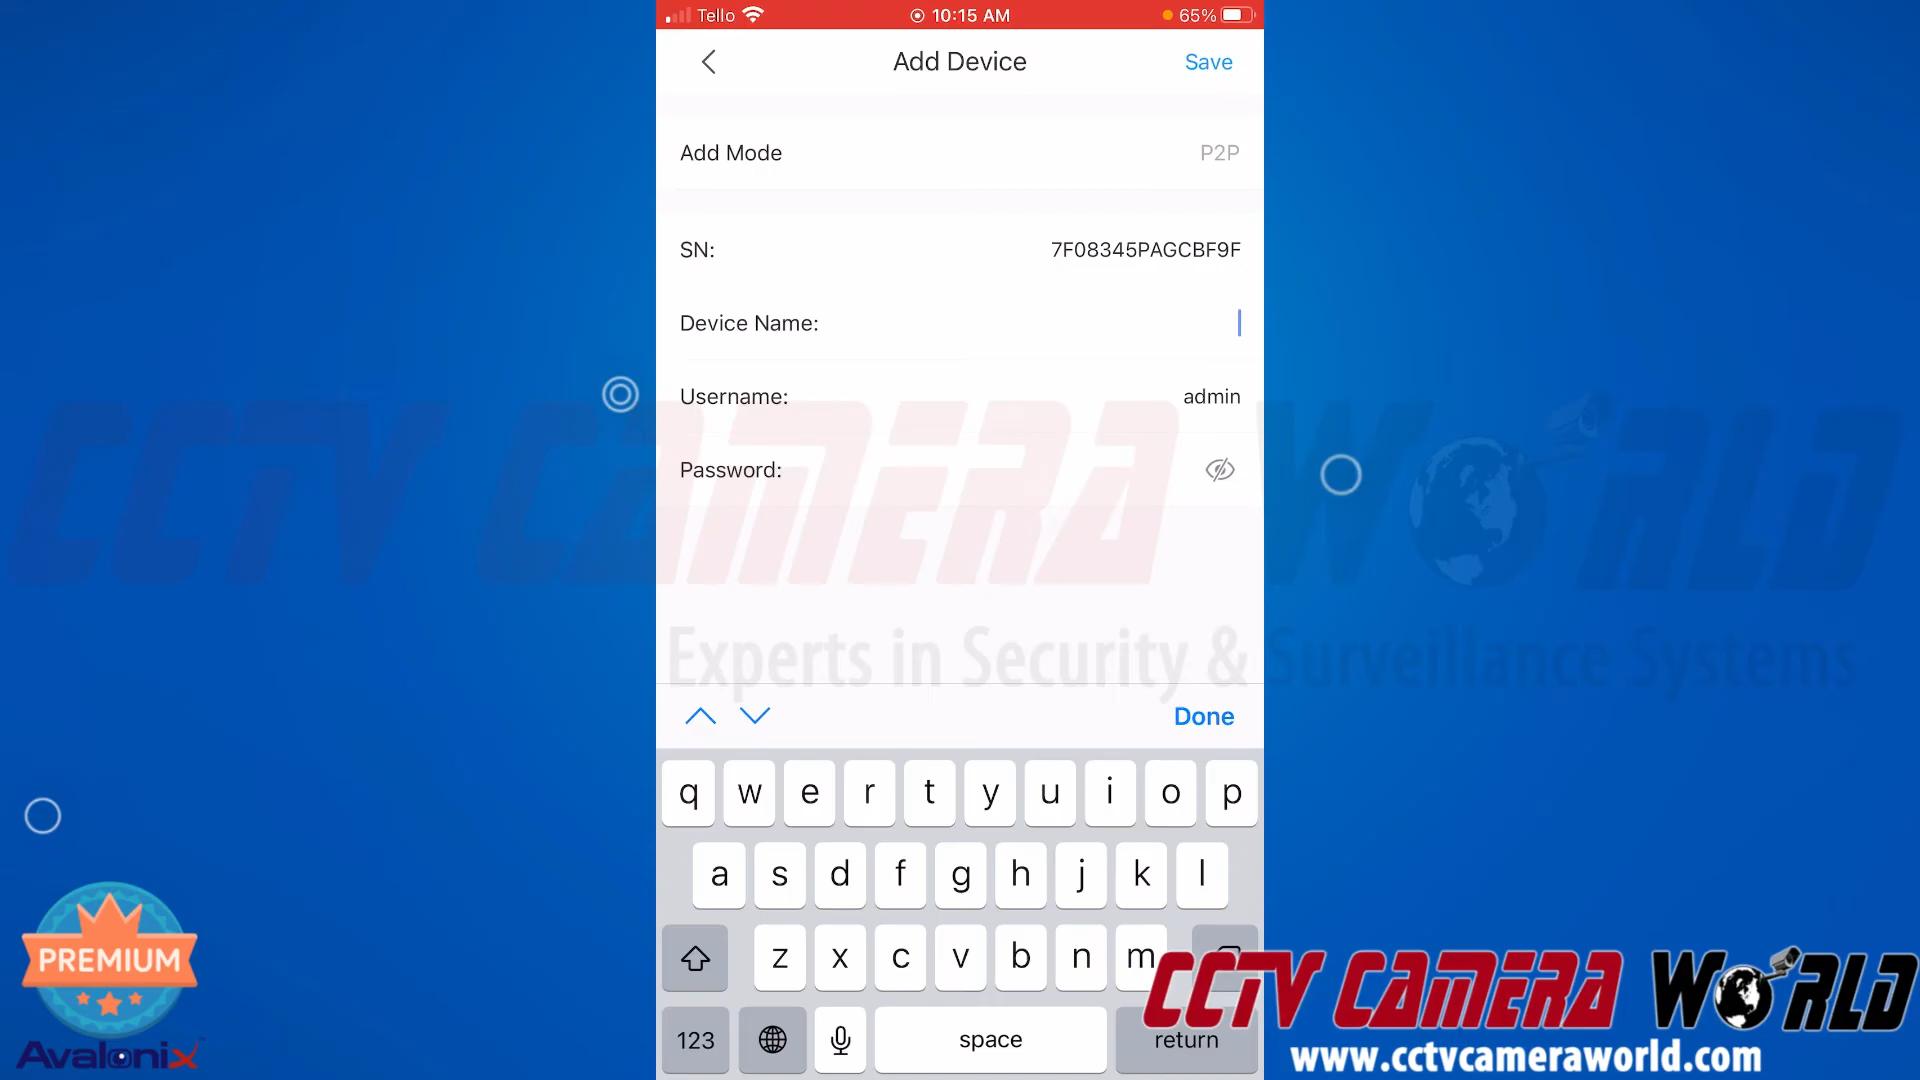 Tello 10:15 AM 65%
Add Device Save
Add Mode P2P
SN: 7F08345PAGCBF9F
Device Name:
Username: admin
Password:
CCTV CAMERA WORLD
Experts in Security & Surveillance Systems
Done
q w e r t y u i o p
a s d f g h j k l
z x c v b n m
123 space return
PREMIUM
Avalonix
CCTV CAMERA WORLD
www.cctvcameraworld.com